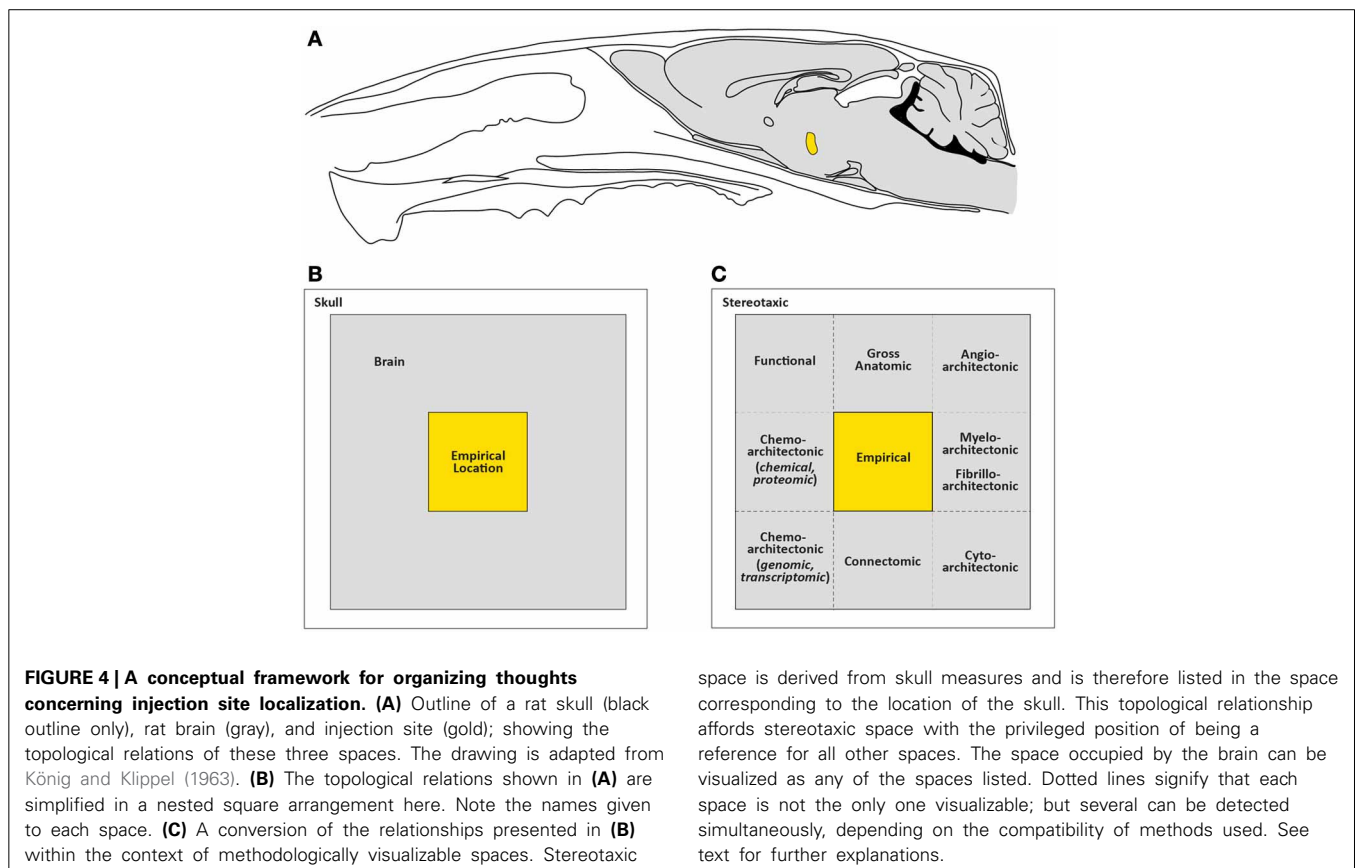 A
B
Skull
Brain
Empirical
Location
C
Stereotaxic
Functional
Gross
Anatomic
Angio-
architectonic
Chemo-
architectonic
(chemical,
proteomic)
Empirical
Myelo-
architectonic
Fibrillo-
architectonic
Chemo-
architectonic
(genomic,
transcriptomic)
Connectomic
Cyto-
architectonic
FIGURE 4 | A conceptual framework for organizing thoughts
concerning injection site localization. (A) Outline of a rat skull (black
outline only), rat brain (gray), and injection site (gold); showing the
topological relations of these three spaces. The drawing is adapted from
König and Klippel (1963). (B) The topological relations shown in (A) are
simplified in a nested square arrangement here. Note the names given
to each space. (C) A conversion of the relationships presented in (B)
within the context of methodologically visualizable spaces. Stereotaxic
space is derived from skull measures and is therefore listed in the space
corresponding to the location of the skull. This topological relationship
affords stereotaxic space with the privileged position of being a
reference for all other spaces. The space occupied by the brain can be
visualized as any of the spaces listed. Dotted lines signify that each
space is not the only one visualizable; but several can be detected
simultaneously, depending on the compatibility of methods used. See
text for further explanations.